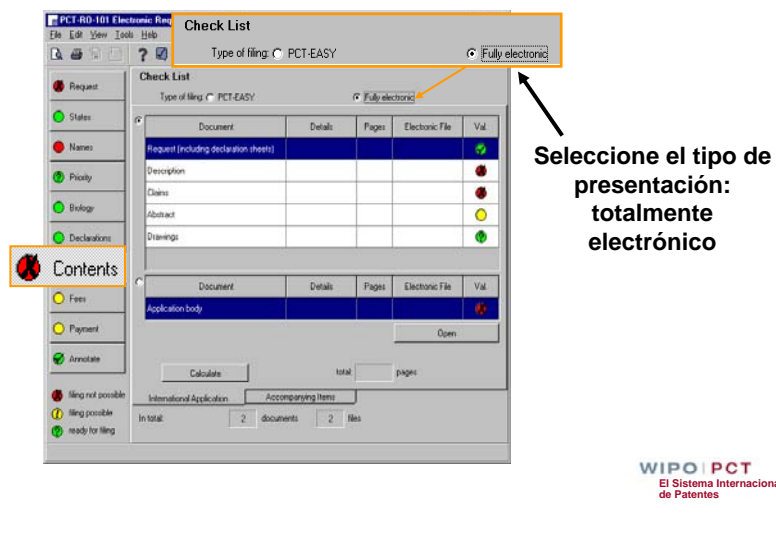 PCT-RO-101 Electronic Req
File Edit View Tools Help
Check List
Type of filing: PCT-EASY Fully electronic
Check List
Type of filing: PCT-EASY Fully electronic
Request
States
Names
Priority
Biology
Declarations
Contents
Fees
Payment
Annotate
Document Details Pages Electronic File Val.
Request (including declaration sheets)
Description
Claims
Abstract
Drawings
Document Details Pages Electronic File Val.
Application body
Open
Calculate total: pages
International Application Accompanying Items
In total: 2 documents 2 files
filing not possible
filing possible
ready for filing
Seleccione el tipo de
presentación:
totalmente
electrónico
WIPO|PCT
El Sistema Internaciona
de Patentes